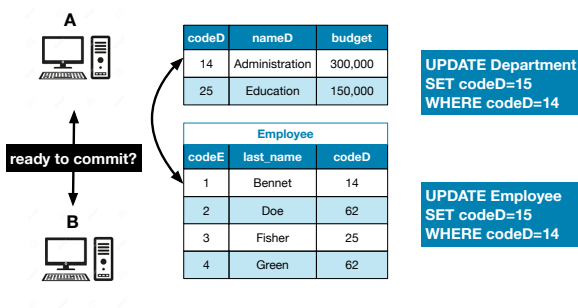 A
ready to commit?
B
codeD nameD budget
14 Administration 300,000
25 Education 150,000
Employee
codeE last_name codeD
1 Bennet 14
2 Doe 62
3 Fisher 25
4 Green 62
UPDATE Department
SET codeD=15
WHERE codeD=14
UPDATE Employee
SET codeD=15
WHERE codeD=14